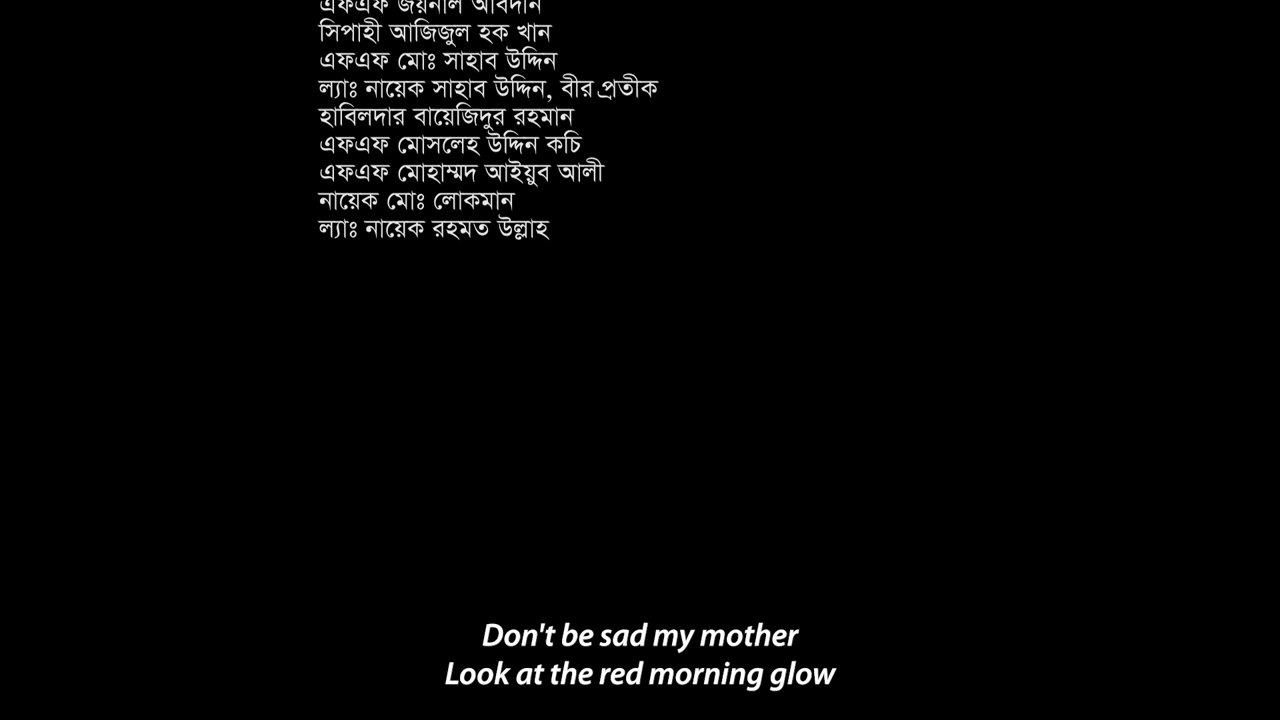 এফএফ জয়নাল আবদীন
সিপাহী আজিজুল হক খান
এফএফ মোঃ সাহাব উদ্দিন
ল্যাঃ নায়েক সাহাব উদ্দিন, বীর প্রতীক
হাবিলদার বায়েজিদুর রহমান
এফএফ মোসলেহ উদ্দিন কচি
এফএফ মোহাম্মদ আইয়ুব আলী
নায়েক মোঃ লোকমান
ল্যাঃ নায়েক রহমত উল্লাহ
Don't be sad my mother
Look at the red morning glow